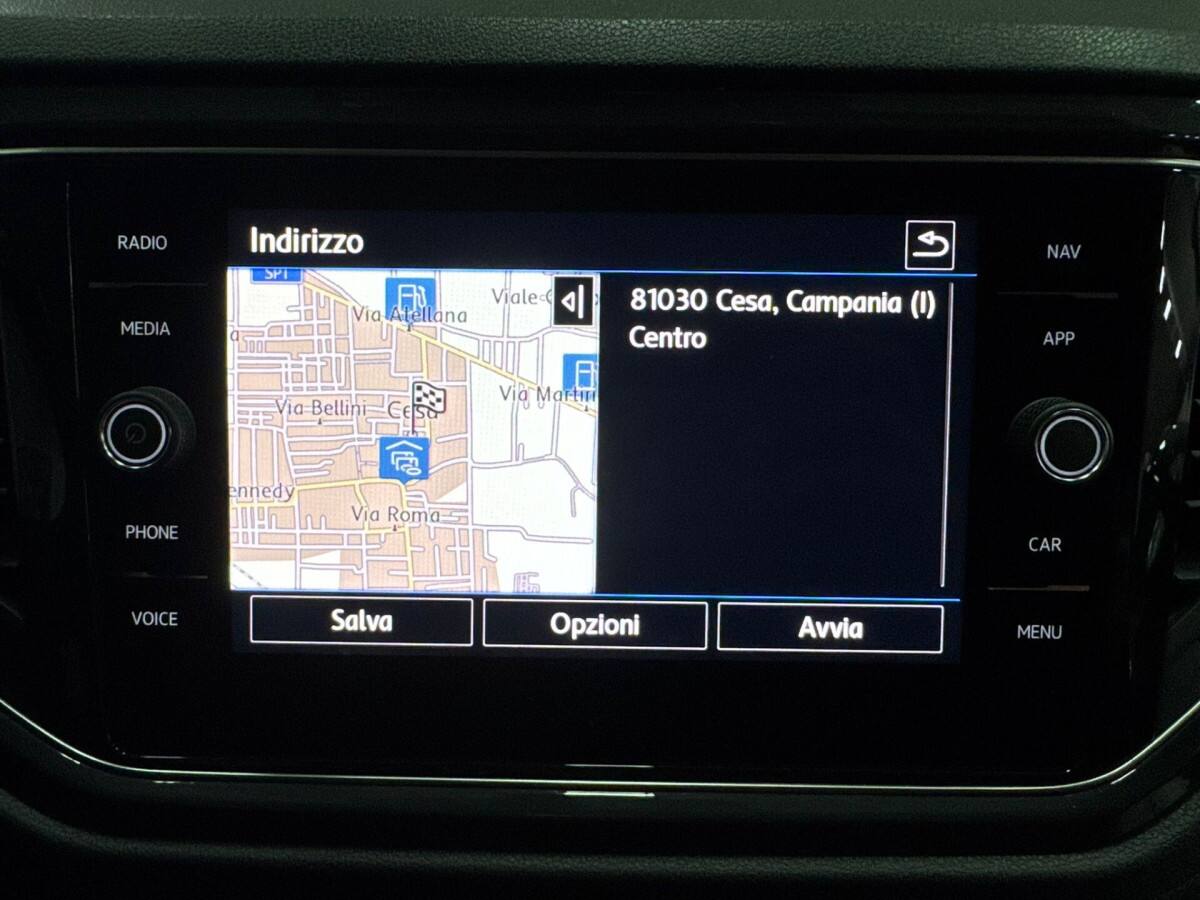 Indirizzo
RADIO
NAV
SP1
Viale
81030 Cesa, Campania (I)
Via Atellana
MEDIA
Centro
APP
Via Martiri
Via Bellini
Cesa
ennedy
Via Roma
PHONE
CAR
VOICE
Salva
Opzioni
Avvia
MENU